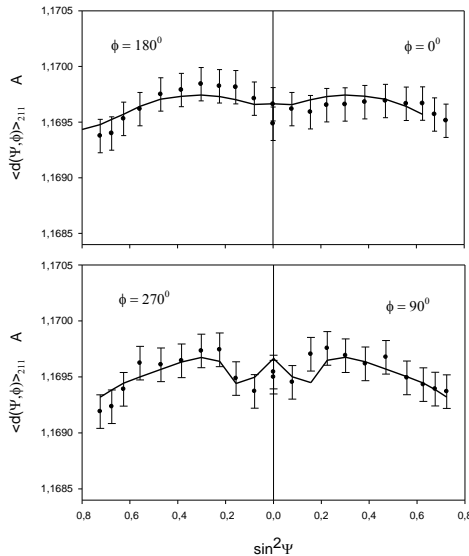 1,1705
1,1700
1,1695
1,1690
1,1685
<d(Ψ,ϕ)>211 A
ϕ = 180⁰
ϕ = 0⁰
1,1705
1,1700
1,1695
1,1690
1,1684
<d(Ψ,ϕ)>211 A
ϕ = 270⁰
ϕ = 90⁰
0,8 0,6 0,4 0,2 0,0 0,2 0,4 0,6 0,8
sin²Ψ